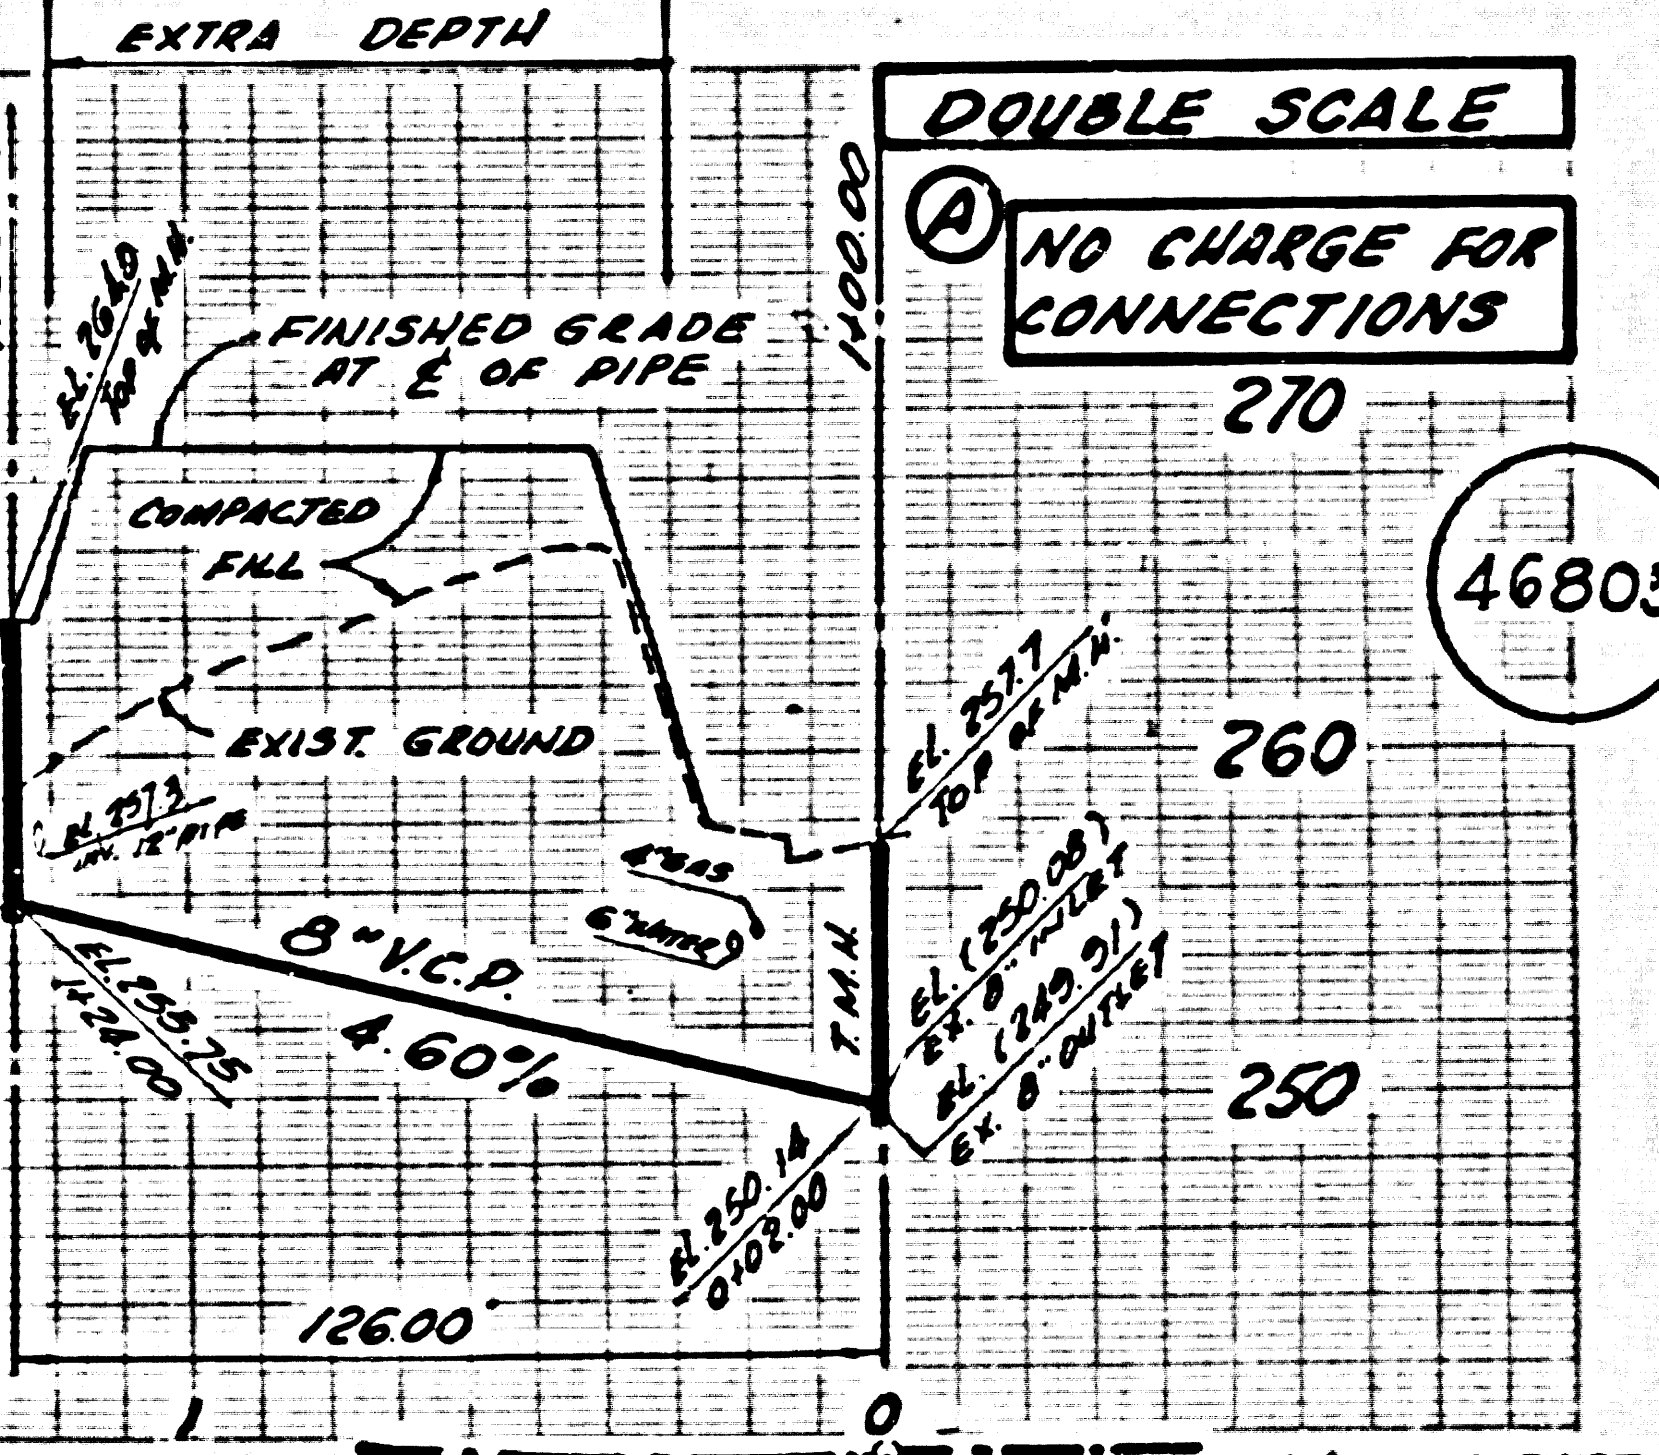 EXTRA DEPTH
DOUBLE SCALE
A
NO CHARGE FOR
CONNECTIONS
1+00.00
EL. 264.9
TOP OF M.H.
FINISHED GRADE
AT ℄ OF PIPE
270
COMPACTED
FILL
46803
EL. 257.7
TOP OF M.H.
EXIST. GROUND
260
EL. 257.3
INV. 12" PIPE
4" GAS
6" WATER
EL. (250.08)
EX. 8" INLET
EL. (249.91)
EX. 8" OUTLET
T.M.H.
8" V.C.P.
4.60%
EL. 255.75
1+24.00
250
EL. 250.14
0+02.00
126.00
1
0